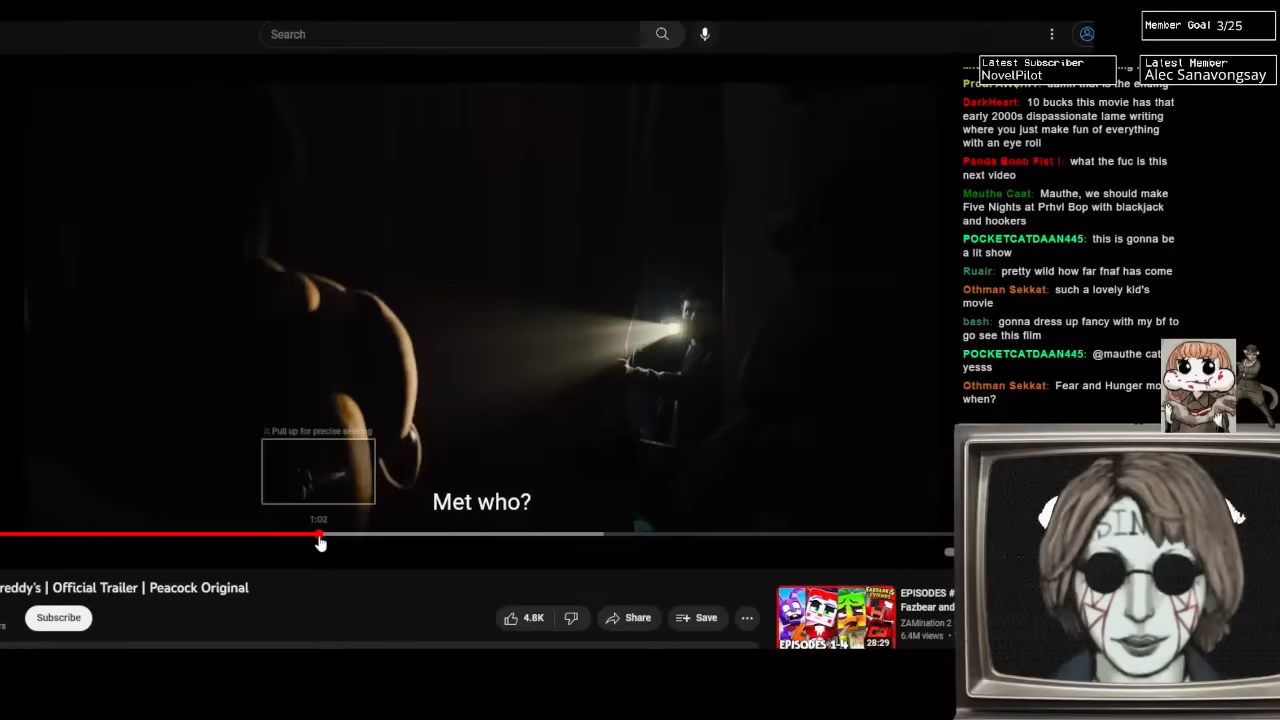 Search
Member Goal 3/25
Latest Subscriber
NovelPilot
Latest Member
Alec Sanavongsay
damn that is the ending
DarkHeart: 10 bucks this movie has that
early 2000s dispassionate lame writing
where you just make fun of everything
with an eye roll
Panda Boob Fist !: what the fuc is this
next video
Mauthe Caat: Mauthe, we should make
Five Nights at Prhvl Bop with blackjack
and hookers
POCKETCATDAAN445: this is gonna be
a lit show
Ruair: pretty wild how far fnaf has come
Othman Sekkat: such a lovely kid's
movie
bash: gonna dress up fancy with my bf to
go see this film
POCKETCATDAAN445: @mauthe cat
yesss
Othman Sekkat: Fear and Hunger mo
when?
Pull up for precise seeking
Met who?
1:02
reddy's | Official Trailer | Peacock Original
Subscribe
4.8K
Share
Save
EPISODES 1-4
28:29
EPISODES #
Fazbear and
ZAMination 2
6.4M views
SIN